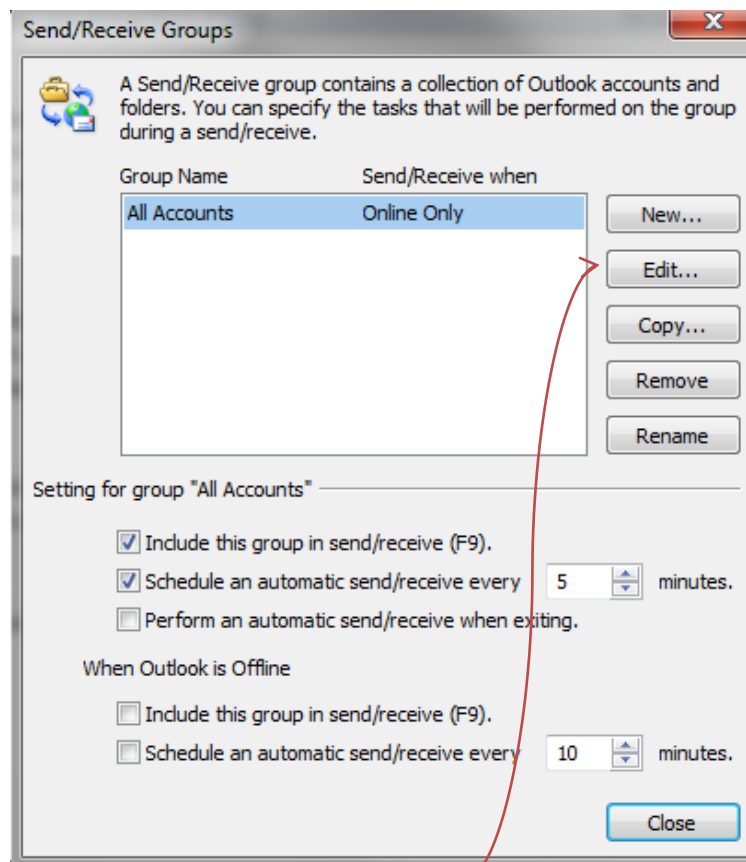 Send/Receive Groups
A Send/Receive group contains a collection of Outlook accounts and
folders. You can specify the tasks that will be performed on the group
during a send/receive.
Group Name Send/Receive when
All Accounts Online Only
New...
Edit...
Copy...
Remove
Rename
Setting for group "All Accounts"
Include this group in send/receive (F9).
Schedule an automatic send/receive every 5 minutes.
Perform an automatic send/receive when exiting.
When Outlook is Offline
Include this group in send/receive (F9).
Schedule an automatic send/receive every 10 minutes.
Close